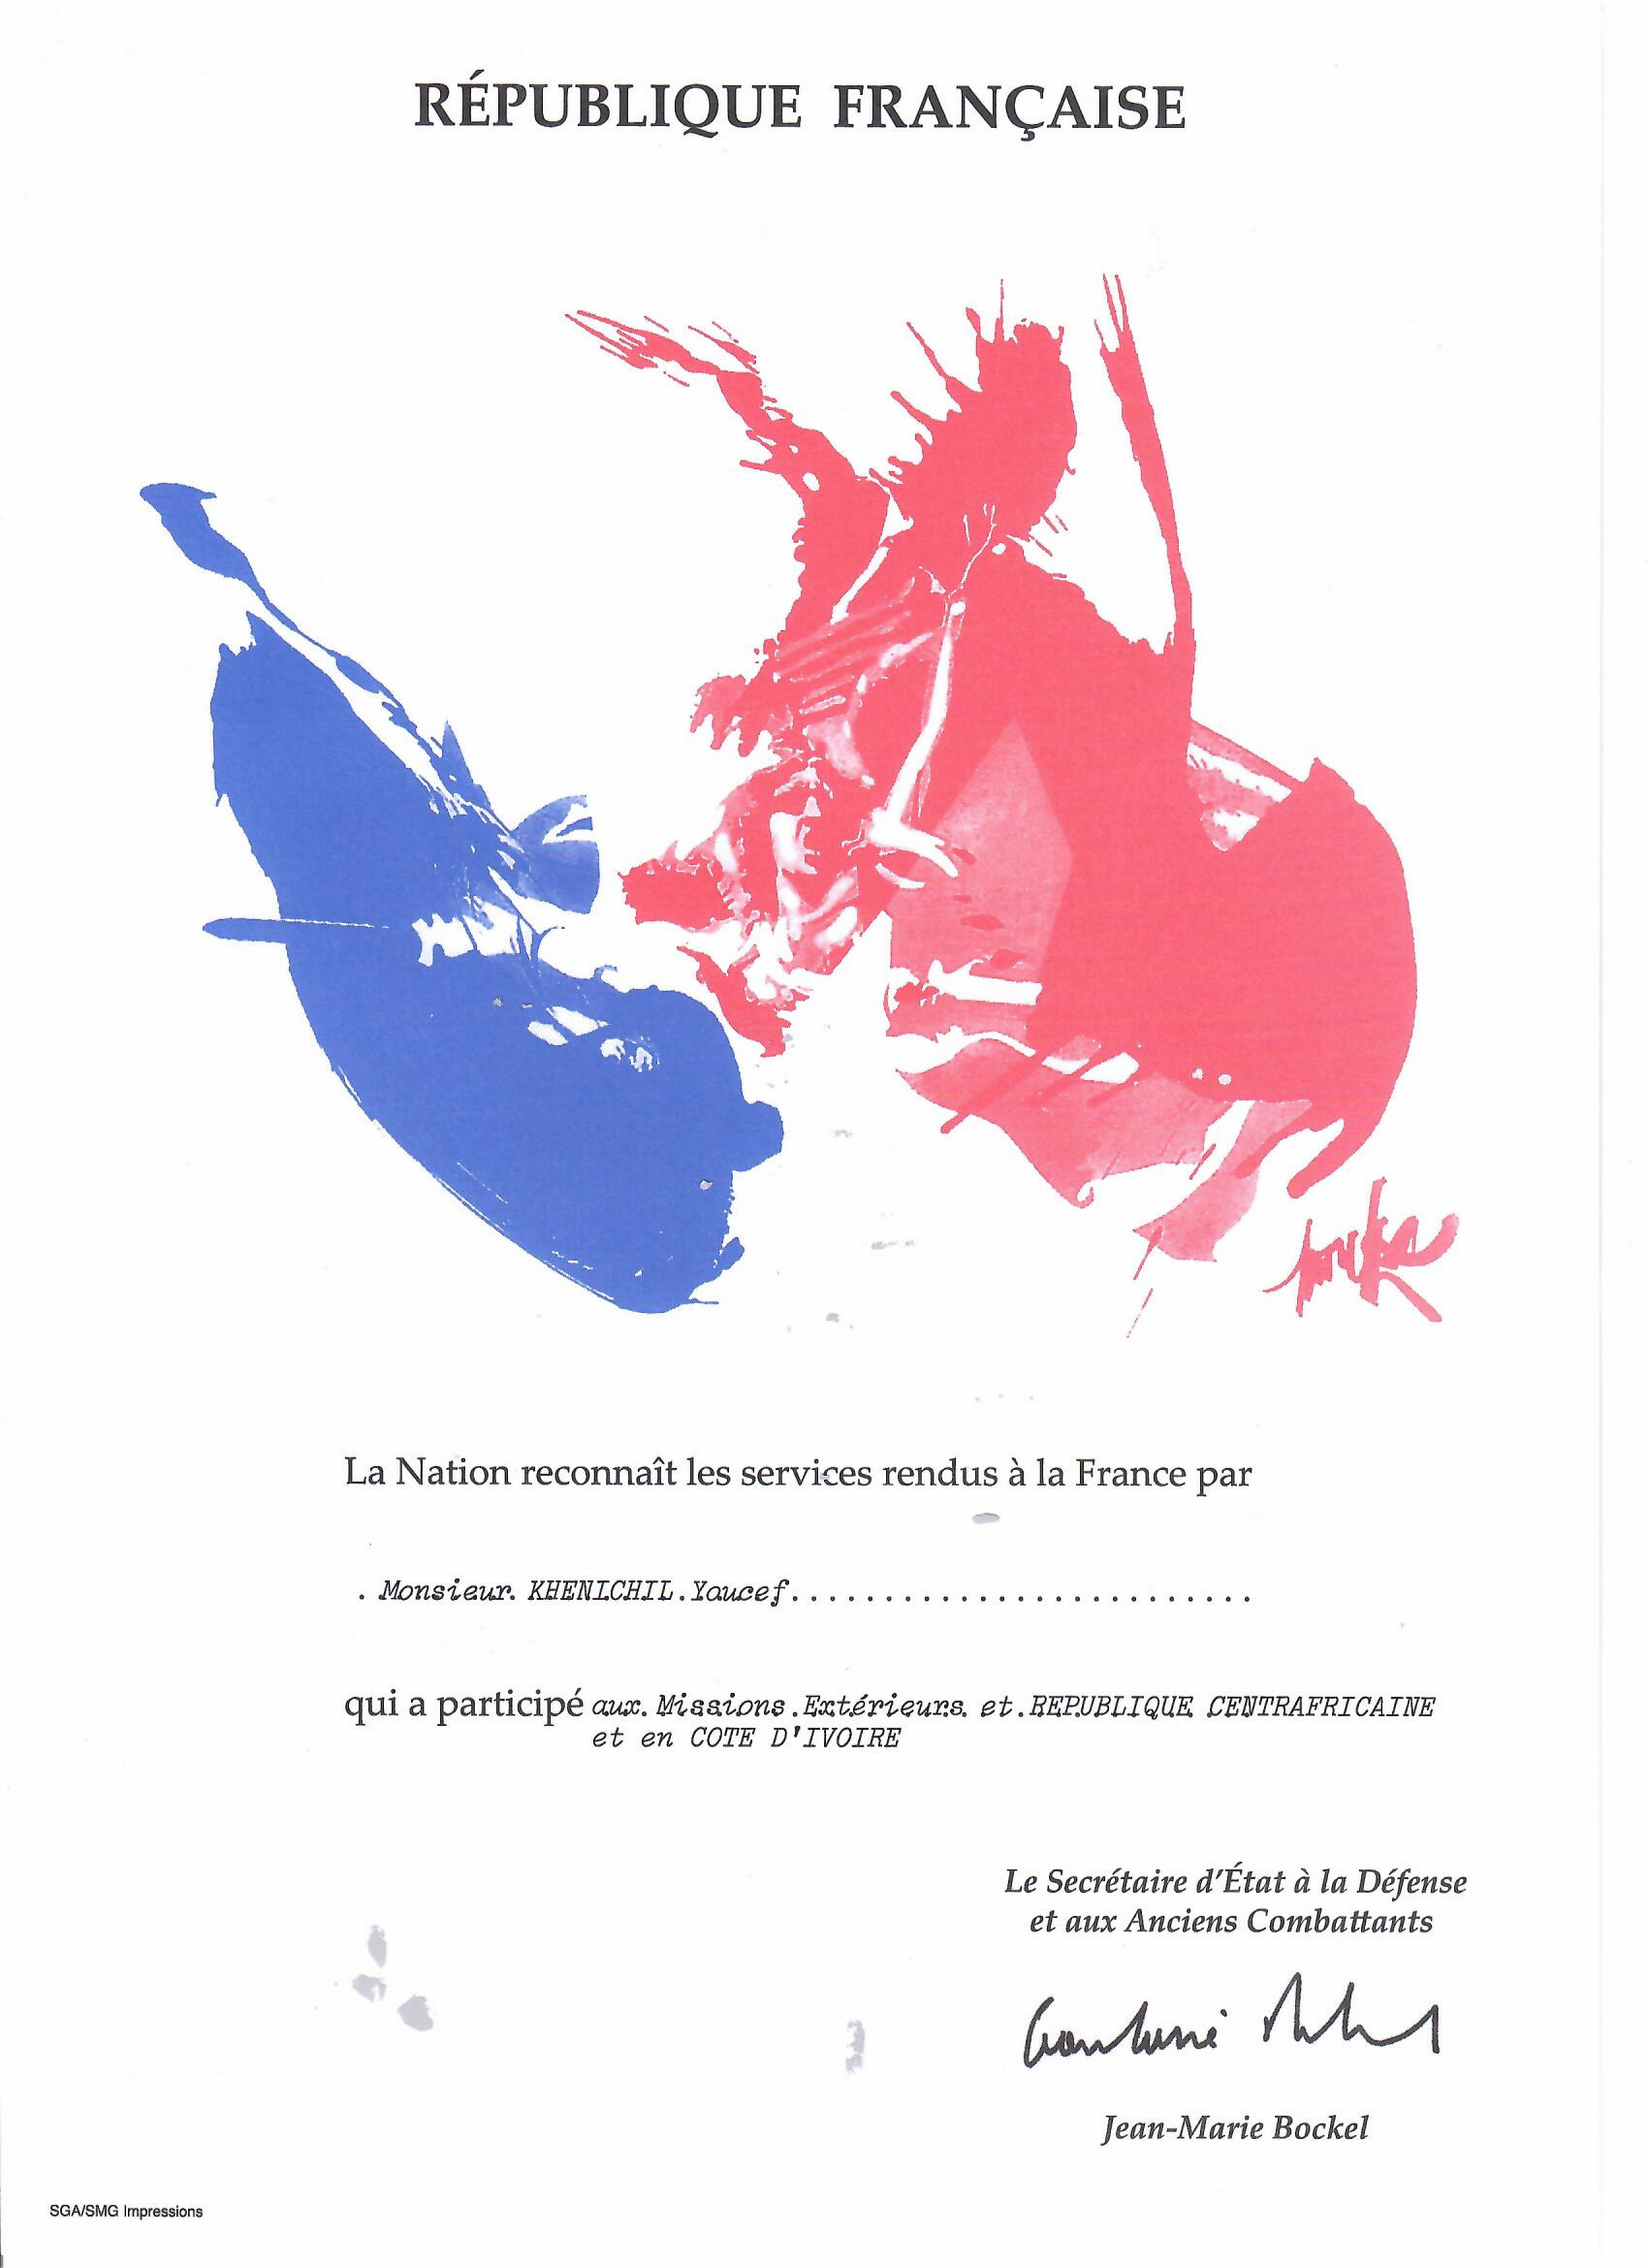 RÉPUBLIQUE FRANÇAISE
La Nation reconnaît les services rendus à la France par
. Monsieur. KHENICHIL.Youcef.........................
qui a participé aux. Missions.Extérieurs. et.REPUBLIQUE CENTRAFRICAINE
et en COTE D'IVOIRE
Le Secrétaire d'État à la Défense
et aux Anciens Combattants
Jean-Marie Bockel
SGA/SMG Impressions